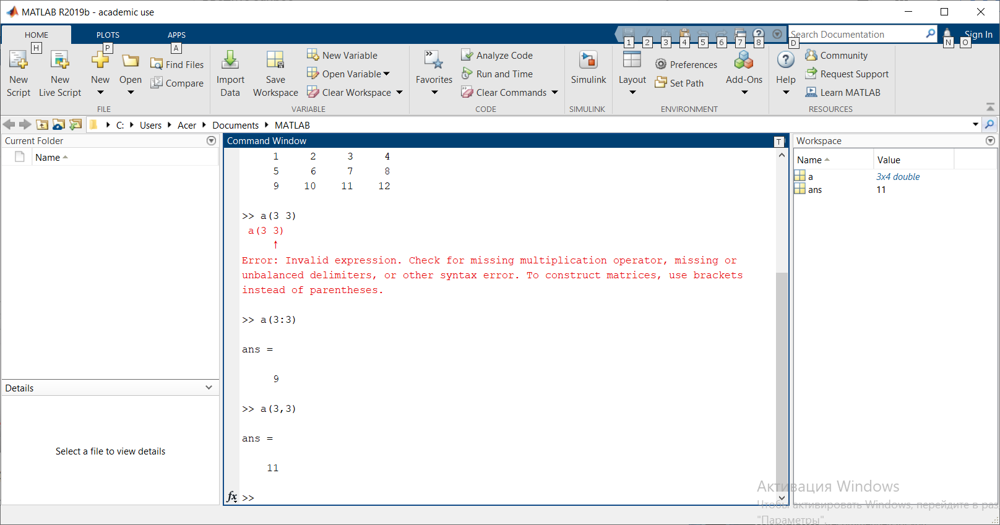 MATLAB R2019b - academic use
HOME PLOTS APPS
Search Documentation
Sign In
H P A 1 2 3 4 5 6 7 8 D N O
New Script
New Live Script
New
Open
Find Files
Compare
FILE
Import Data
Save Workspace
New Variable
Open Variable
Clear Workspace
VARIABLE
Favorites
Analyze Code
Run and Time
Clear Commands
CODE
Simulink
SIMULINK
Layout
Preferences
Set Path
Add-Ons
ENVIRONMENT
Help
Community
Request Support
Learn MATLAB
RESOURCES
C: Users Acer Documents MATLAB
Current Folder
Name
Details
Select a file to view details
Command Window
T
1 2 3 4
5 6 7 8
9 10 11 12
>> a(3 3)
a(3 3)
↑
Error: Invalid expression. Check for missing multiplication operator, missing or
unbalanced delimiters, or other syntax error. To construct matrices, use brackets
instead of parentheses.
>> a(3:3)
ans =
9
>> a(3,3)
ans =
11
fx >>
Workspace
Name Value
a 3x4 double
ans 11
Активация Windows
Чтобы активировать Windows, перейдите в раз
"Параметры".